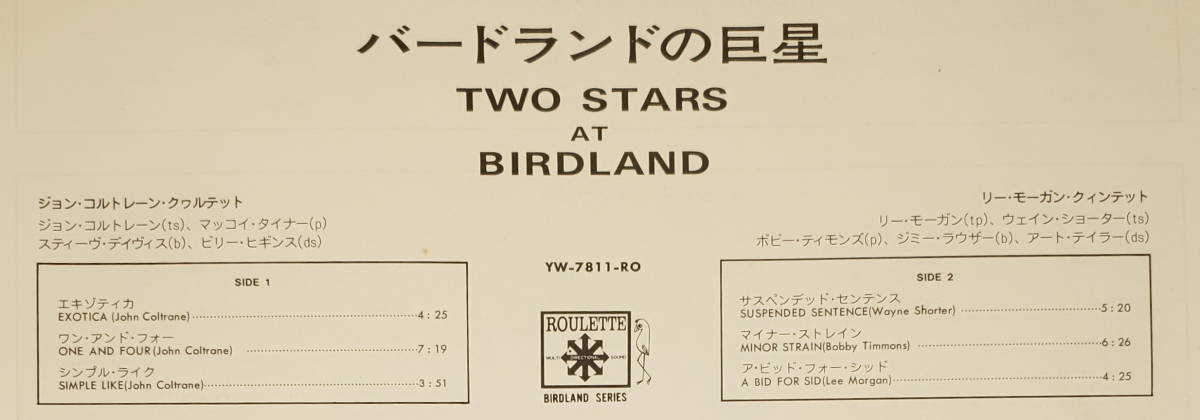 バードランドの巨星
TWO STARS
AT
BIRDLAND
ジョン・コルトレーン・クヮルテット
ジョン・コルトレーン(ts)、マッコイ・タイナー(p)
スティーヴ・デイヴィス(b)、ビリー・ヒギンス(ds)
SIDE 1
エキゾティカ
EXOTICA (John Coltrane) 4:25
ワン・アンド・フォー
ONE AND FOUR(John Coltrane) 7:19
シンプル・ライク
SIMPLE LIKE(John Coltrane) 3:51
YW-7811-RO
ROULETTE
MULTI DIRECTIONAL SOUND
BIRDLAND SERIES
リー・モーガン・クィンテット
リー・モーガン(tp)、ウェイン・ショーター(ts)
ボビー・ティモンズ(p)、ジミー・ラウザー(b)、アート・テイラー(ds)
SIDE 2
サスペンデッド・センテンス
SUSPENDED SENTENCE(Wayne Shorter) 5:20
マイナー・ストレイン
MINOR STRAIN(Bobby Timmons) 6:26
ア・ビッド・フォー・シッド
A BID FOR SID(Lee Morgan) 4:25